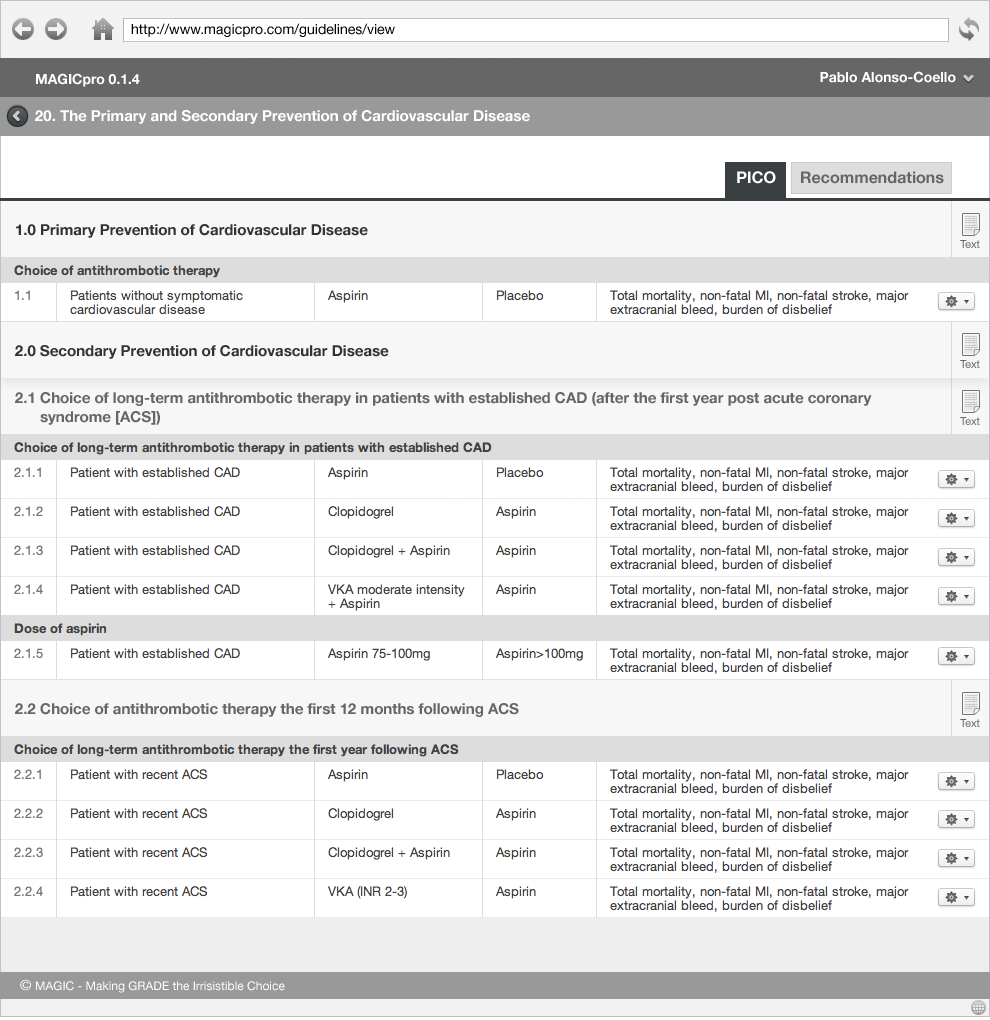 http://www.magicpro.com/guidelines/view
MAGICpro 0.1.4
Pablo Alonso-Coello
20. The Primary and Secondary Prevention of Cardiovascular Disease
PICO
Recommendations
1.0 Primary Prevention of Cardiovascular Disease
Text
Choice of antithrombotic therapy
1.1 Patients without symptomatic Aspirin Placebo Total mortality, non-fatal MI, non-fatal stroke, major
cardiovascular disease extracranial bleed, burden of disbelief
2.0 Secondary Prevention of Cardiovascular Disease
Text
2.1 Choice of long-term antithrombotic therapy in patients with established CAD (after the first year post acute coronary
syndrome [ACS])
Text
Choice of long-term antithrombotic therapy in patients with established CAD
2.1.1 Patient with established CAD Aspirin Placebo Total mortality, non-fatal MI, non-fatal stroke, major
extracranial bleed, burden of disbelief
2.1.2 Patient with established CAD Clopidogrel Aspirin Total mortality, non-fatal MI, non-fatal stroke, major
extracranial bleed, burden of disbelief
2.1.3 Patient with established CAD Clopidogrel + Aspirin Aspirin Total mortality, non-fatal MI, non-fatal stroke, major
extracranial bleed, burden of disbelief
2.1.4 Patient with established CAD VKA moderate intensity Aspirin Total mortality, non-fatal MI, non-fatal stroke, major
+ Aspirin extracranial bleed, burden of disbelief
Dose of aspirin
2.1.5 Patient with established CAD Aspirin 75-100mg Aspirin>100mg Total mortality, non-fatal MI, non-fatal stroke, major
extracranial bleed, burden of disbelief
2.2 Choice of antithrombotic therapy the first 12 months following ACS
Text
Choice of long-term antithrombotic therapy the first year following ACS
2.2.1 Patient with recent ACS Aspirin Placebo Total mortality, non-fatal MI, non-fatal stroke, major
extracranial bleed, burden of disbelief
2.2.2 Patient with recent ACS Clopidogrel Aspirin Total mortality, non-fatal MI, non-fatal stroke, major
extracranial bleed, burden of disbelief
2.2.3 Patient with recent ACS Clopidogrel + Aspirin Aspirin Total mortality, non-fatal MI, non-fatal stroke, major
extracranial bleed, burden of disbelief
2.2.4 Patient with recent ACS VKA (INR 2-3) Aspirin Total mortality, non-fatal MI, non-fatal stroke, major
extracranial bleed, burden of disbelief
© MAGIC - Making GRADE the Irrisistible Choice